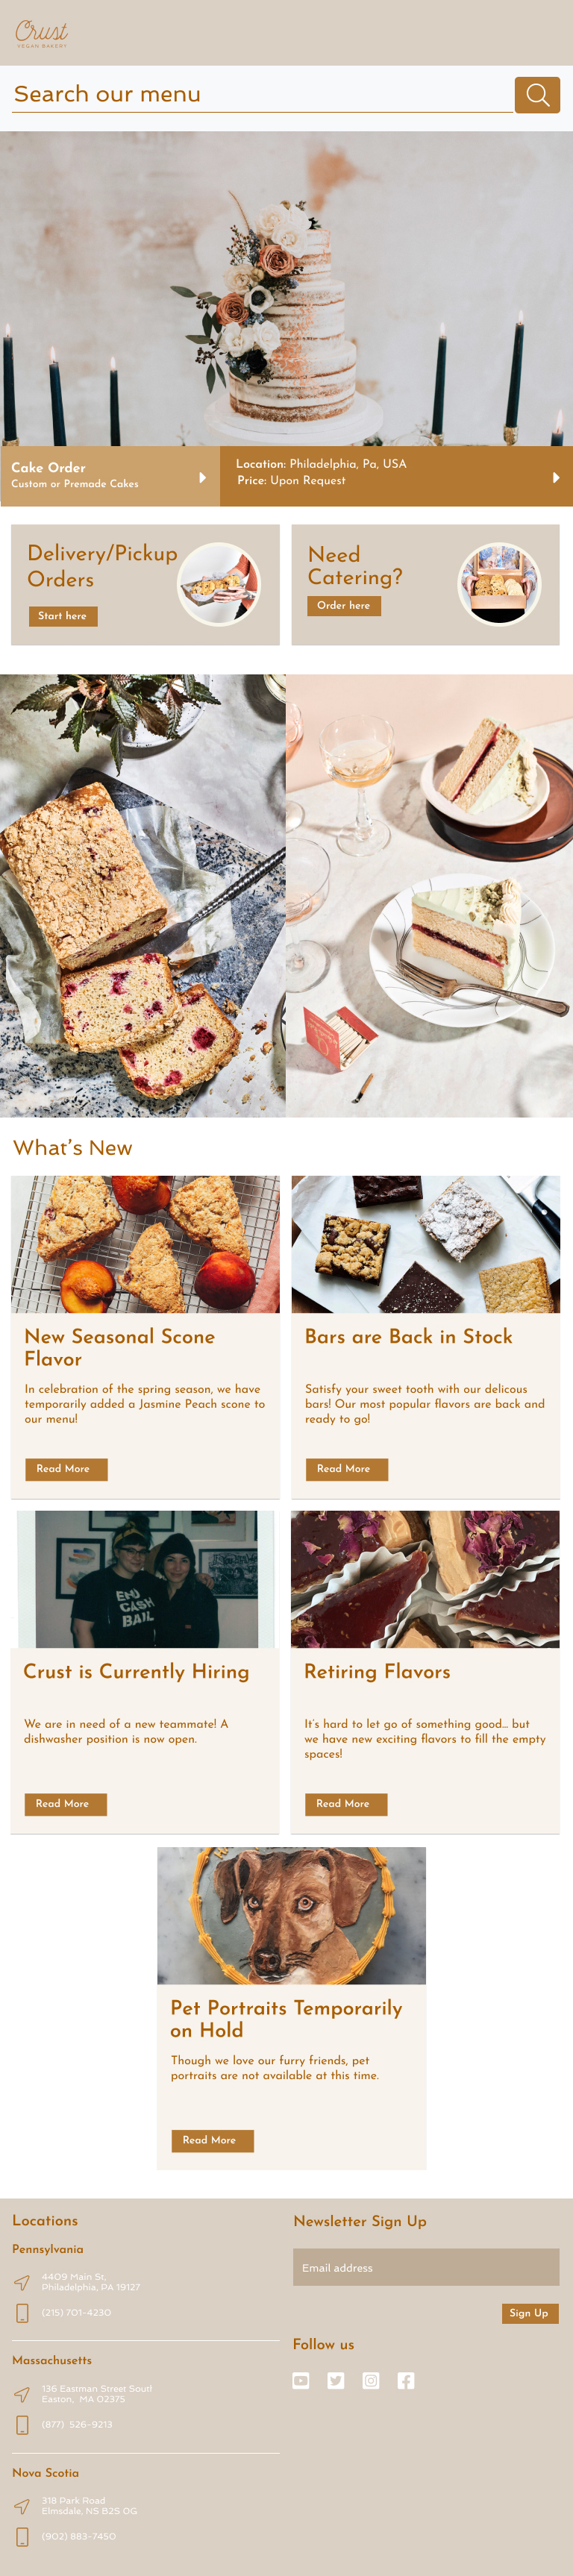 Crust
VEGAN BAKERY
Search our menu
Cake Order
Custom or Premade Cakes
Location: Philadelphia, Pa, USA
Price: Upon Request
Delivery/Pickup
Orders
Start here
Need
Catering?
Order here
What's New
New Seasonal Scone
Flavor
In celebration of the spring season, we have
temporarily added a Jasmine Peach scone to
our menu!
Read More
Bars are Back in Stock
Satisfy your sweet tooth with our delicous
bars! Our most popular flavors are back and
ready to go!
Read More
END
CASH
BAIL
Crust is Currently Hiring
We are in need of a new teammate! A
dishwasher position is now open.
Read More
Retiring Flavors
It's hard to let go of something good... but
we have new exciting flavors to fill the empty
spaces!
Read More
Pet Portraits Temporarily
on Hold
Though we love our furry friends, pet
portraits are not available at this time.
Read More
Locations
Pennsylvania
4409 Main St,
Philadelphia, PA 19127
(215) 701-4230
Massachusetts
136 Eastman Street South
Easton, MA 02375
(877) 526-9213
Nova Scotia
318 Park Road
Elmsdale, NS B2S 0G
(902) 883-7450
Newsletter Sign Up
Email address
Sign Up
Follow us